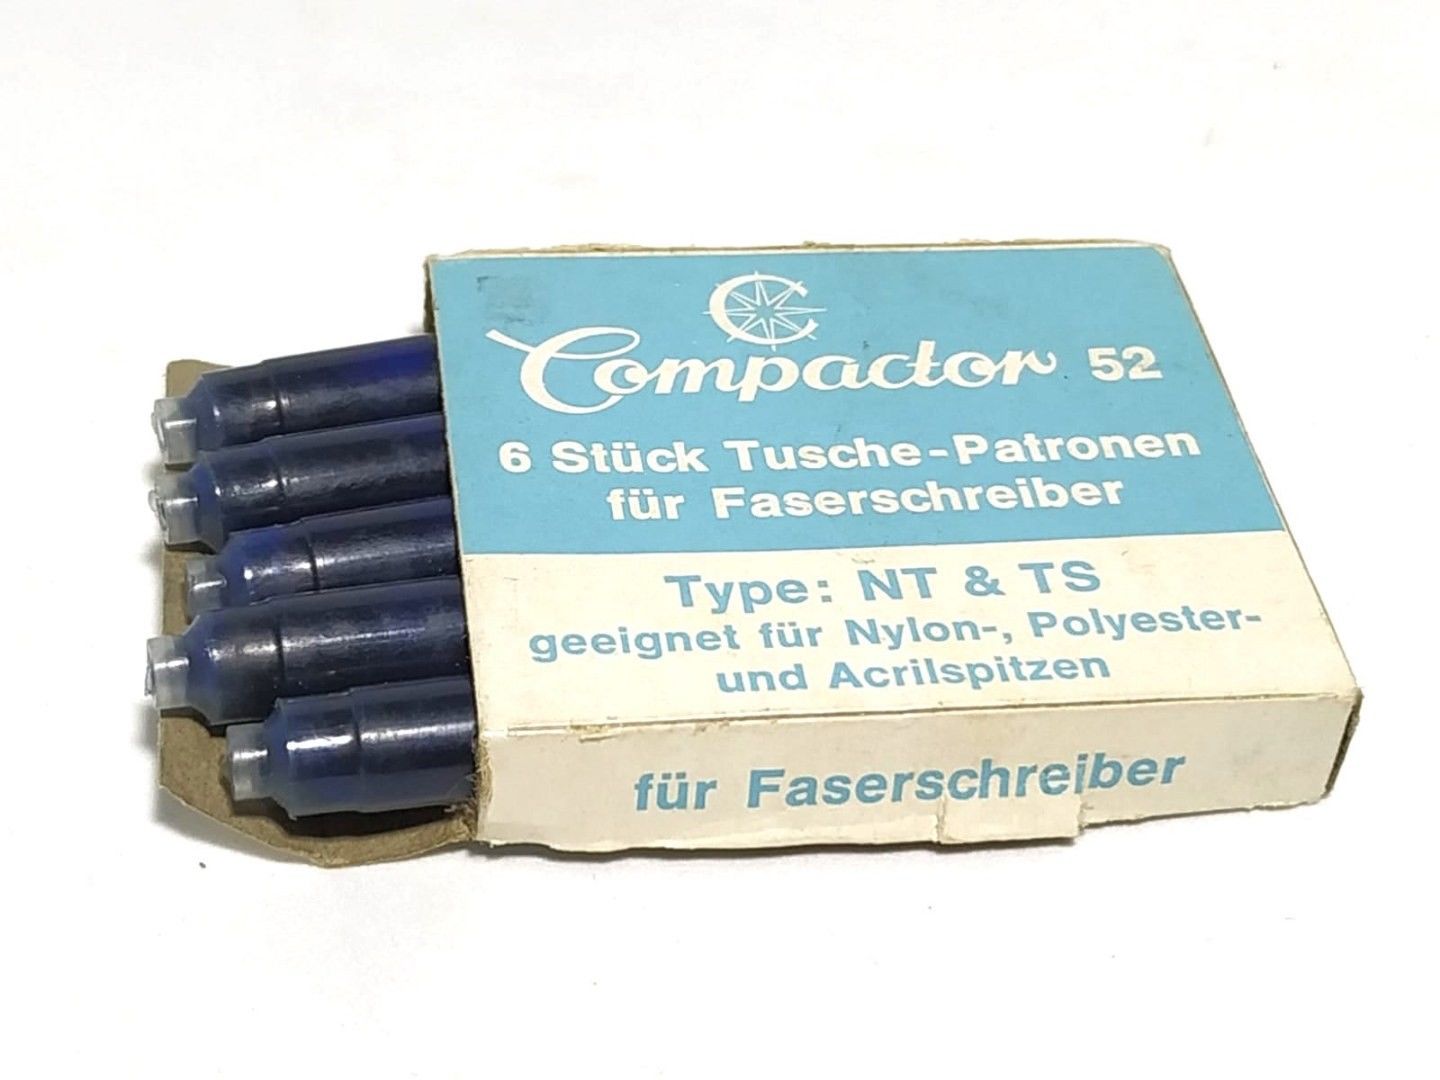 Compactor 52
6 Stück Tusche-Patronen
für Faserschreiber
Type: NT & TS
geeignet für Nylon-, Polyester-
und Acrilspitzen
für Faserschreiber